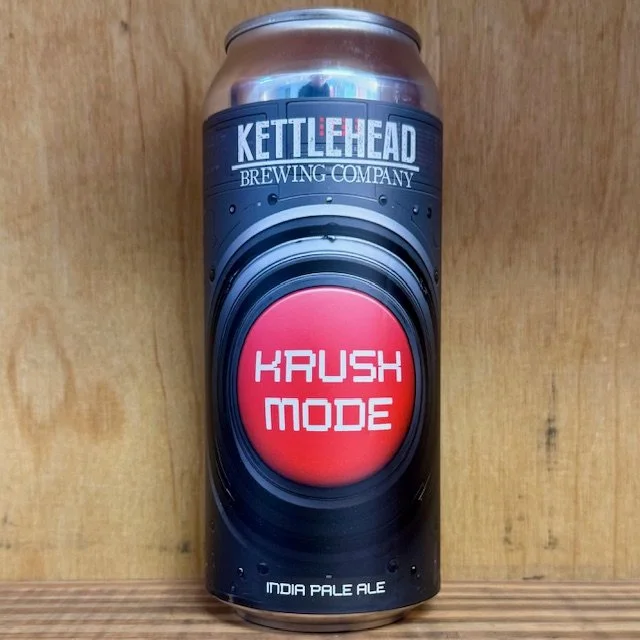 KETTLEHEAD
BREWING COMPANY
KRUSH
MODE
INDIA PALE ALE